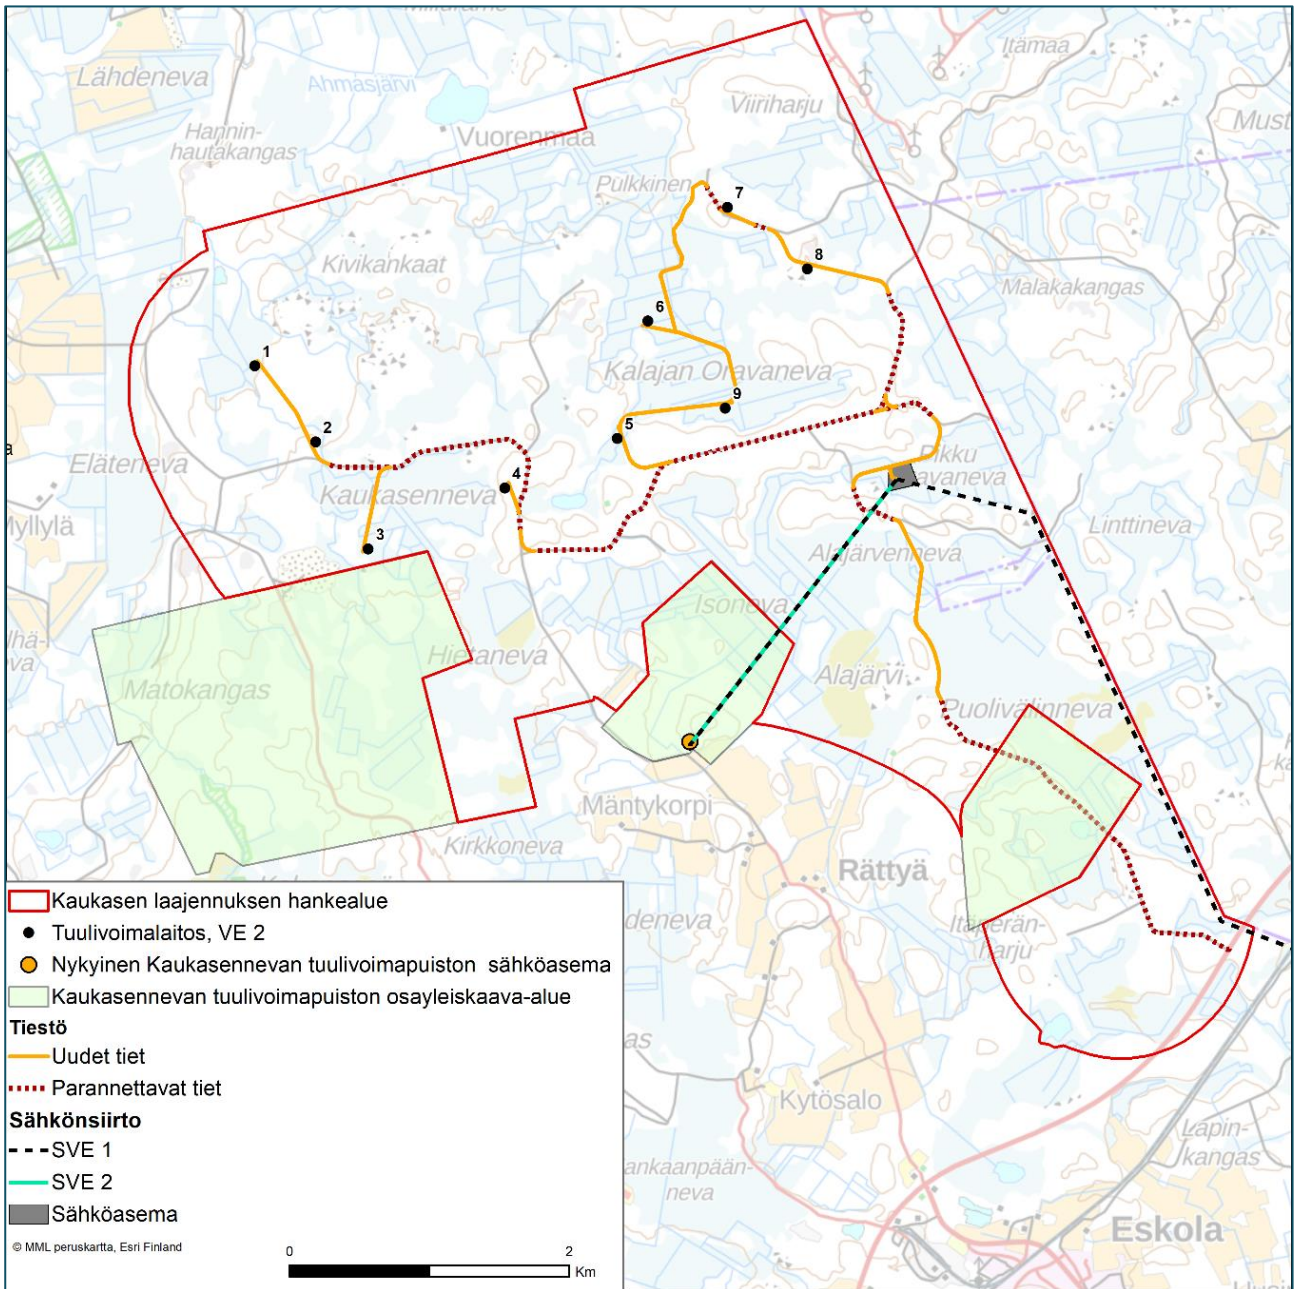 Lähdeneva
Ahmasjärvi
Itämaa
Viiriharju
Hannin-
hautakangas
Vuorenmaa
Pulkkinen
7
Kivikankaat
8
Malakakangas
6
1
Kalajan Oravaneva
9
2
5
Eläteneva
4
Kaukasenneva
Pikku
Linttineva
3
Alajärvenneva
Isoneva
Hietaneva
Matokangas
Alajärvi
Puolivälinneva
Mäntykorpi
Kirkkoneva
Rättyä
Itäperän-
harju
Kytösalo
Lapin-
kangas
Eskola
Kaukasen laajennuksen hankealue
Tuulivoimalaitos, VE 2
Nykyinen Kaukasennevan tuulivoimapuiston sähköasema
Kaukasennevan tuulivoimapuiston osayleiskaava-alue
Tiestö
Uudet tiet
Parannettavat tiet
Sähkönsiirto
SVE 1
SVE 2
Sähköasema
© MML peruskartta, Esri Finland
0 2
Km